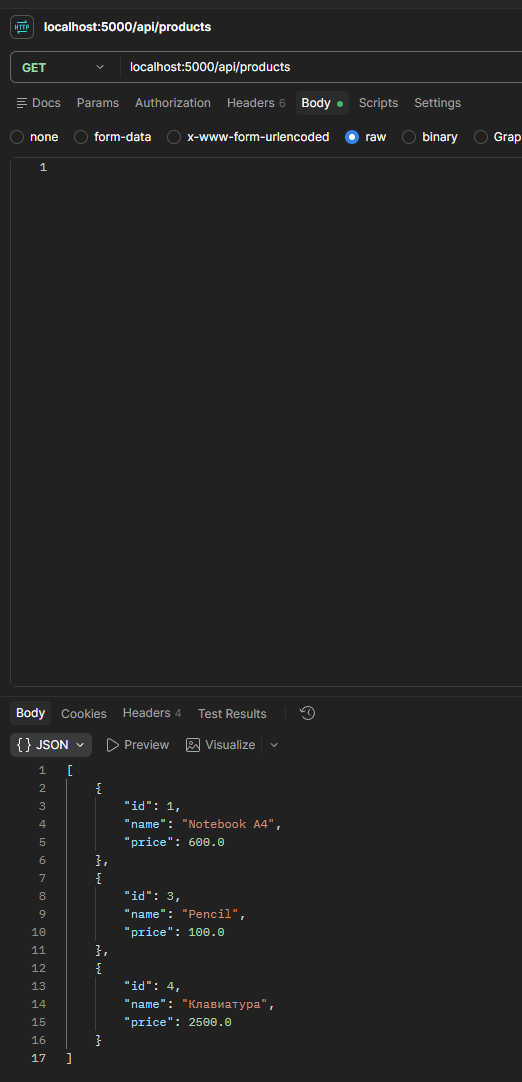 HTTP localhost:5000/api/products
GET localhost:5000/api/products
Docs Params Authorization Headers 6 Body Scripts Settings
none form-data x-www-form-urlencoded raw binary Grap
1
Body Cookies Headers 4 Test Results
{} JSON Preview Visualize
1 [
2 {
3 "id": 1,
4 "name": "Notebook A4",
5 "price": 600.0
6 },
7 {
8 "id": 3,
9 "name": "Pencil",
10 "price": 100.0
11 },
12 {
13 "id": 4,
14 "name": "Клавиатура",
15 "price": 2500.0
16 }
17 ]